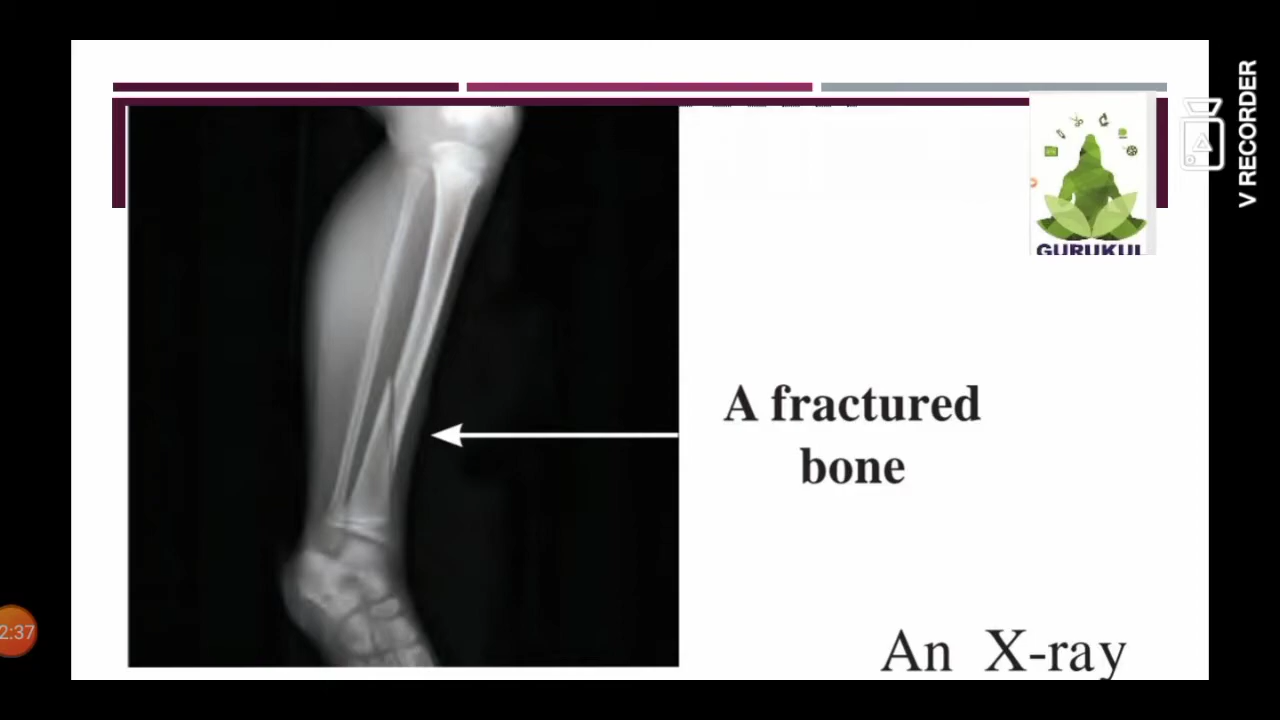 V RECORDER
GURUKUL
A fractured
bone
An X-ray
2:37